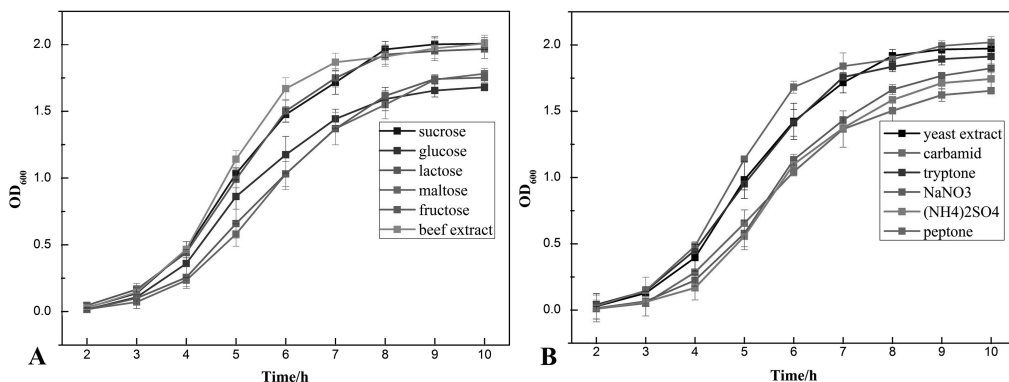 2.0
1.5
1.0
0.5
0.0
OD600
sucrose
glucose
lactose
maltose
fructose
beef extract
2 3 4 5 6 7 8 9 10
Time/h
A
2.0
1.5
1.0
0.5
0.0
OD600
yeast extract
carbamid
tryptone
NaNO3
(NH4)2SO4
peptone
2 3 4 5 6 7 8 9 10
Time/h
B